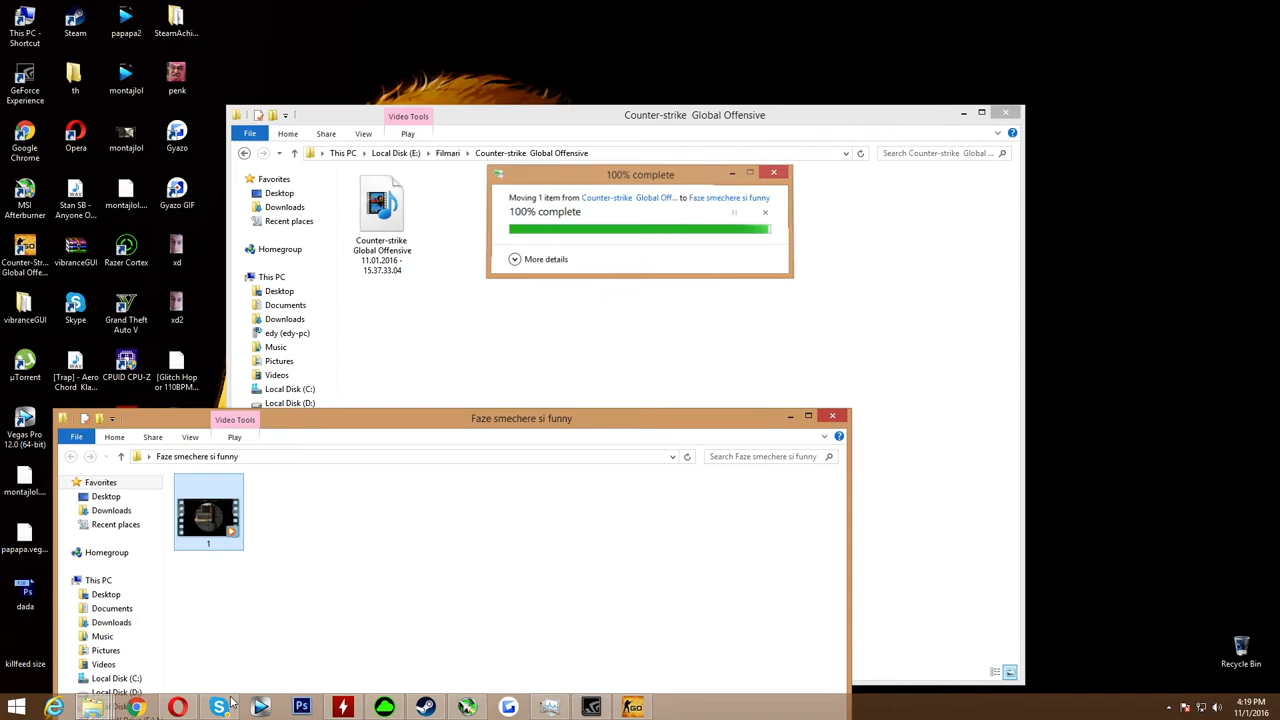 This PC - Shortcut
Steam
papapa2
SteamAchi...
GeForce Experience
th
montajlol
penk
Google Chrome
Opera
montajlol
Gyazo
MSI Afterburner
Stan SB - Anyone O...
montajlol....
Gyazo GIF
Counter-Str... Global Offen...
vibranceGUI
Razer Cortex
xd
vibranceGUI
Skype
Grand Theft Auto V
xd2
µTorrent
[Trap] - Aero Chord Kla...
CPUID CPU-Z
[Glitch Hop or 110BPM...
Vegas Pro 12.0 (64-bit)
montajlol....
papapa.veg...
dada
killfeed size
Recycle Bin
Video Tools
Counter-strike  Global Offensive
File
Home
Share
View
Play
This PC
Local Disk (E:)
Filmari
Counter-strike  Global Offensive
Search Counter-strike  Global ...
Favorites
Desktop
Downloads
Recent places
Homegroup
This PC
Desktop
Documents
Downloads
edy (edy-pc)
Music
Pictures
Videos
Local Disk (C:)
Local Disk (D:)
Counter-strike
Global Offensive
11.01.2016 -
15.37.33.04
100% complete
Moving 1 item from Counter-strike  Global Off... to Faze smechere si funny
100% complete
More details
Video Tools
Faze smechere si funny
File
Home
Share
View
Play
Faze smechere si funny
Search Faze smechere si funny
Favorites
Desktop
Downloads
Recent places
Homegroup
This PC
Desktop
Documents
Downloads
Music
Pictures
Videos
Local Disk (C:)
Local Disk (D:)
1
4:19 PM
11/1/2016